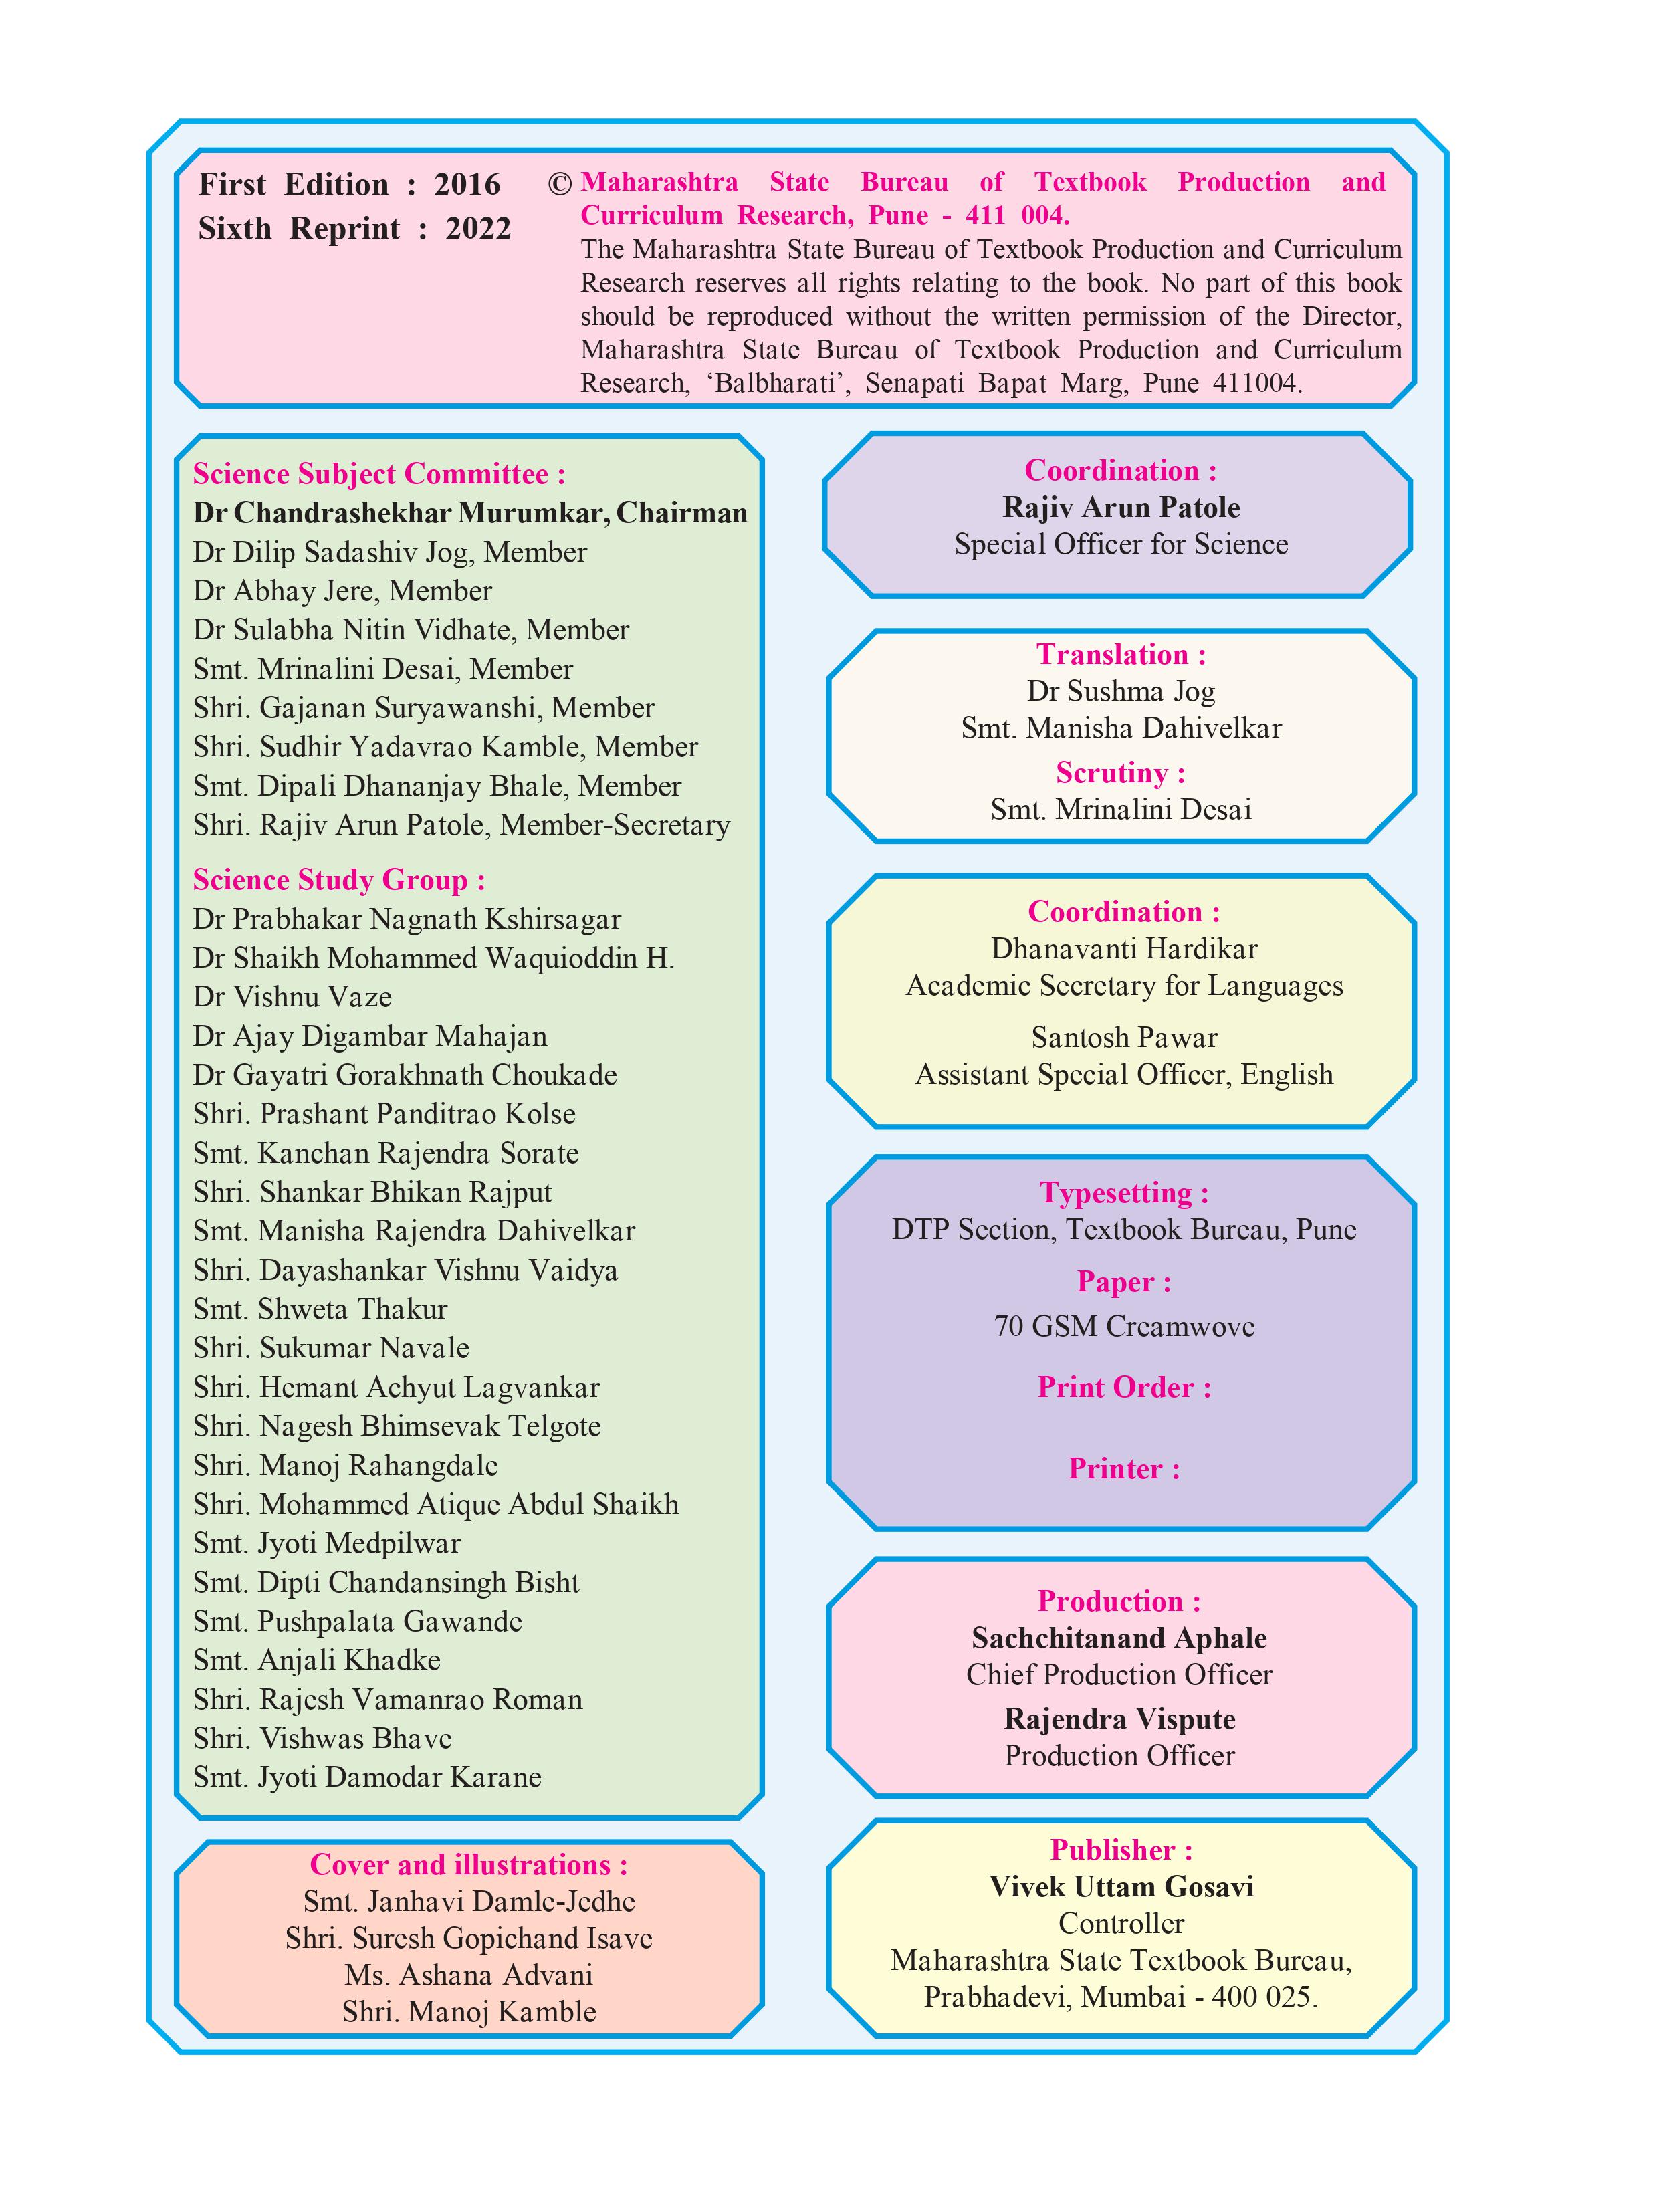 First Edition : 2016
Sixth Reprint : 2022
© Maharashtra State Bureau of Textbook Production and
Curriculum Research, Pune - 411 004.
The Maharashtra State Bureau of Textbook Production and Curriculum
Research reserves all rights relating to the book. No part of this book
should be reproduced without the written permission of the Director,
Maharashtra State Bureau of Textbook Production and Curriculum
Research, ‘Balbharati’, Senapati Bapat Marg, Pune 411004.
Science Subject Committee :
Dr Chandrashekhar Murumkar, Chairman
Dr Dilip Sadashiv Jog, Member
Dr Abhay Jere, Member
Dr Sulabha Nitin Vidhate, Member
Smt. Mrinalini Desai, Member
Shri. Gajanan Suryawanshi, Member
Shri. Sudhir Yadavrao Kamble, Member
Smt. Dipali Dhananjay Bhale, Member
Shri. Rajiv Arun Patole, Member-Secretary
Science Study Group :
Dr Prabhakar Nagnath Kshirsagar
Dr Shaikh Mohammed Waquioddin H.
Dr Vishnu Vaze
Dr Ajay Digambar Mahajan
Dr Gayatri Gorakhnath Choukade
Shri. Prashant Panditrao Kolse
Smt. Kanchan Rajendra Sorate
Shri. Shankar Bhikan Rajput
Smt. Manisha Rajendra Dahivelkar
Shri. Dayashankar Vishnu Vaidya
Smt. Shweta Thakur
Shri. Sukumar Navale
Shri. Hemant Achyut Lagvankar
Shri. Nagesh Bhimsevak Telgote
Shri. Manoj Rahangdale
Shri. Mohammed Atique Abdul Shaikh
Smt. Jyoti Medpilwar
Smt. Dipti Chandansingh Bisht
Smt. Pushpalata Gawande
Smt. Anjali Khadke
Shri. Rajesh Vamanrao Roman
Shri. Vishwas Bhave
Smt. Jyoti Damodar Karane
Cover and illustrations :
Smt. Janhavi Damle-Jedhe
Shri. Suresh Gopichand Isave
Ms. Ashana Advani
Shri. Manoj Kamble
Coordination :
Rajiv Arun Patole
Special Officer for Science
Translation :
Dr Sushma Jog
Smt. Manisha Dahivelkar
Scrutiny :
Smt. Mrinalini Desai
Coordination :
Dhanavanti Hardikar
Academic Secretary for Languages
Santosh Pawar
Assistant Special Officer, English
Typesetting :
DTP Section, Textbook Bureau, Pune
Paper :
70 GSM Creamwove
Print Order :
Printer :
Production :
Sachchitanand Aphale
Chief Production Officer
Rajendra Vispute
Production Officer
Publisher :
Vivek Uttam Gosavi
Controller
Maharashtra State Textbook Bureau,
Prabhadevi, Mumbai - 400 025.